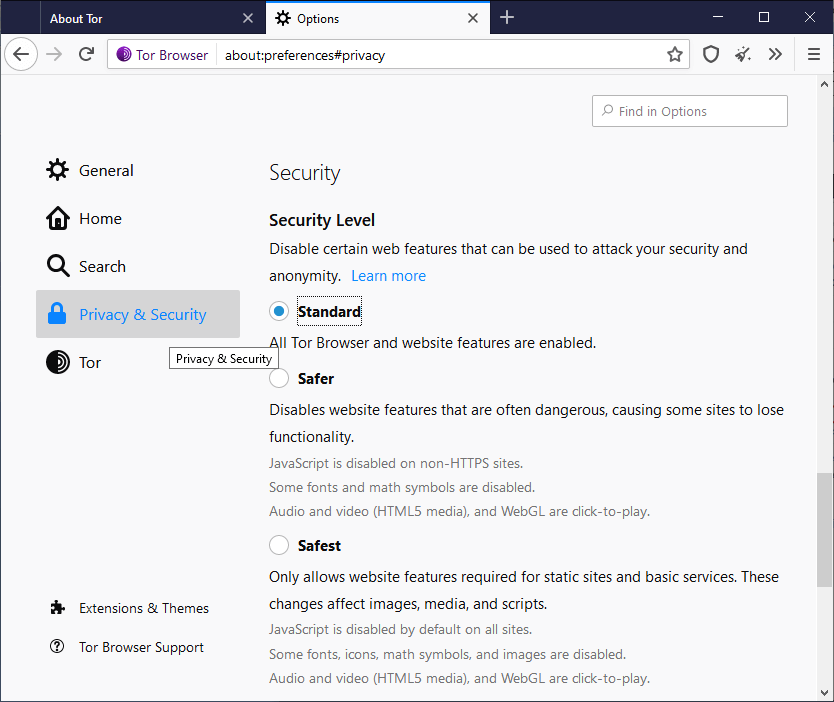 About Tor
Options
Tor Browser
about:preferences#privacy
Find in Options
General
Home
Search
Privacy & Security
Tor
Privacy & Security
Extensions & Themes
Tor Browser Support
Security
Security Level
Disable certain web features that can be used to attack your security and
anonymity. Learn more
Standard
All Tor Browser and website features are enabled.
Safer
Disables website features that are often dangerous, causing some sites to lose
functionality.
JavaScript is disabled on non-HTTPS sites.
Some fonts and math symbols are disabled.
Audio and video (HTML5 media), and WebGL are click-to-play.
Safest
Only allows website features required for static sites and basic services. These
changes affect images, media, and scripts.
JavaScript is disabled by default on all sites.
Some fonts, icons, math symbols, and images are disabled.
Audio and video (HTML5 media), and WebGL are click-to-play.